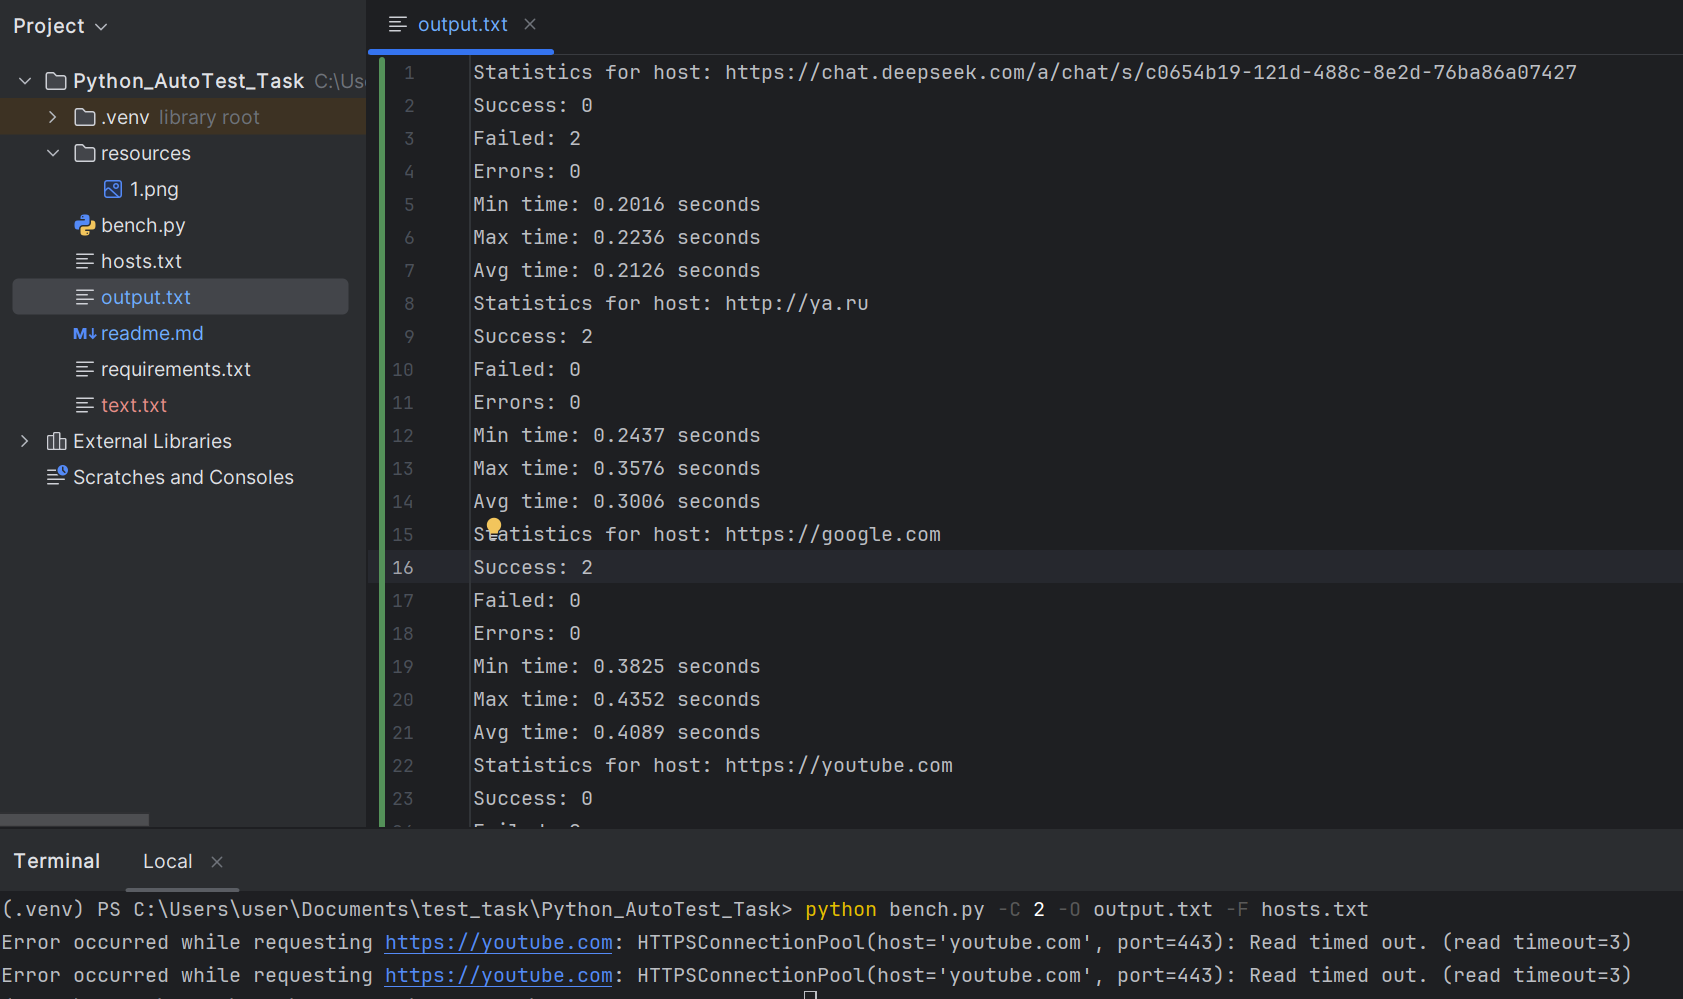 Project
Python_AutoTest_Task C:\Use
.venv library root
resources
1.png
bench.py
hosts.txt
output.txt
M↓ readme.md
requirements.txt
text.txt
External Libraries
Scratches and Consoles
output.txt
1 Statistics for host: https://chat.deepseek.com/a/chat/s/c0654b19-121d-488c-8e2d-76ba86a07427
2 Success: 0
3 Failed: 2
4 Errors: 0
5 Min time: 0.2016 seconds
6 Max time: 0.2236 seconds
7 Avg time: 0.2126 seconds
8 Statistics for host: http://ya.ru
9 Success: 2
10 Failed: 0
11 Errors: 0
12 Min time: 0.2437 seconds
13 Max time: 0.3576 seconds
14 Avg time: 0.3006 seconds
15 Statistics for host: https://google.com
16 Success: 2
17 Failed: 0
18 Errors: 0
19 Min time: 0.3825 seconds
20 Max time: 0.4352 seconds
21 Avg time: 0.4089 seconds
22 Statistics for host: https://youtube.com
23 Success: 0
Terminal Local
(.venv) PS C:\Users\user\Documents\test_task\Python_AutoTest_Task> python bench.py -C 2 -O output.txt -F hosts.txt
Error occurred while requesting https://youtube.com: HTTPSConnectionPool(host='youtube.com', port=443): Read timed out. (read timeout=3)
Error occurred while requesting https://youtube.com: HTTPSConnectionPool(host='youtube.com', port=443): Read timed out. (read timeout=3)